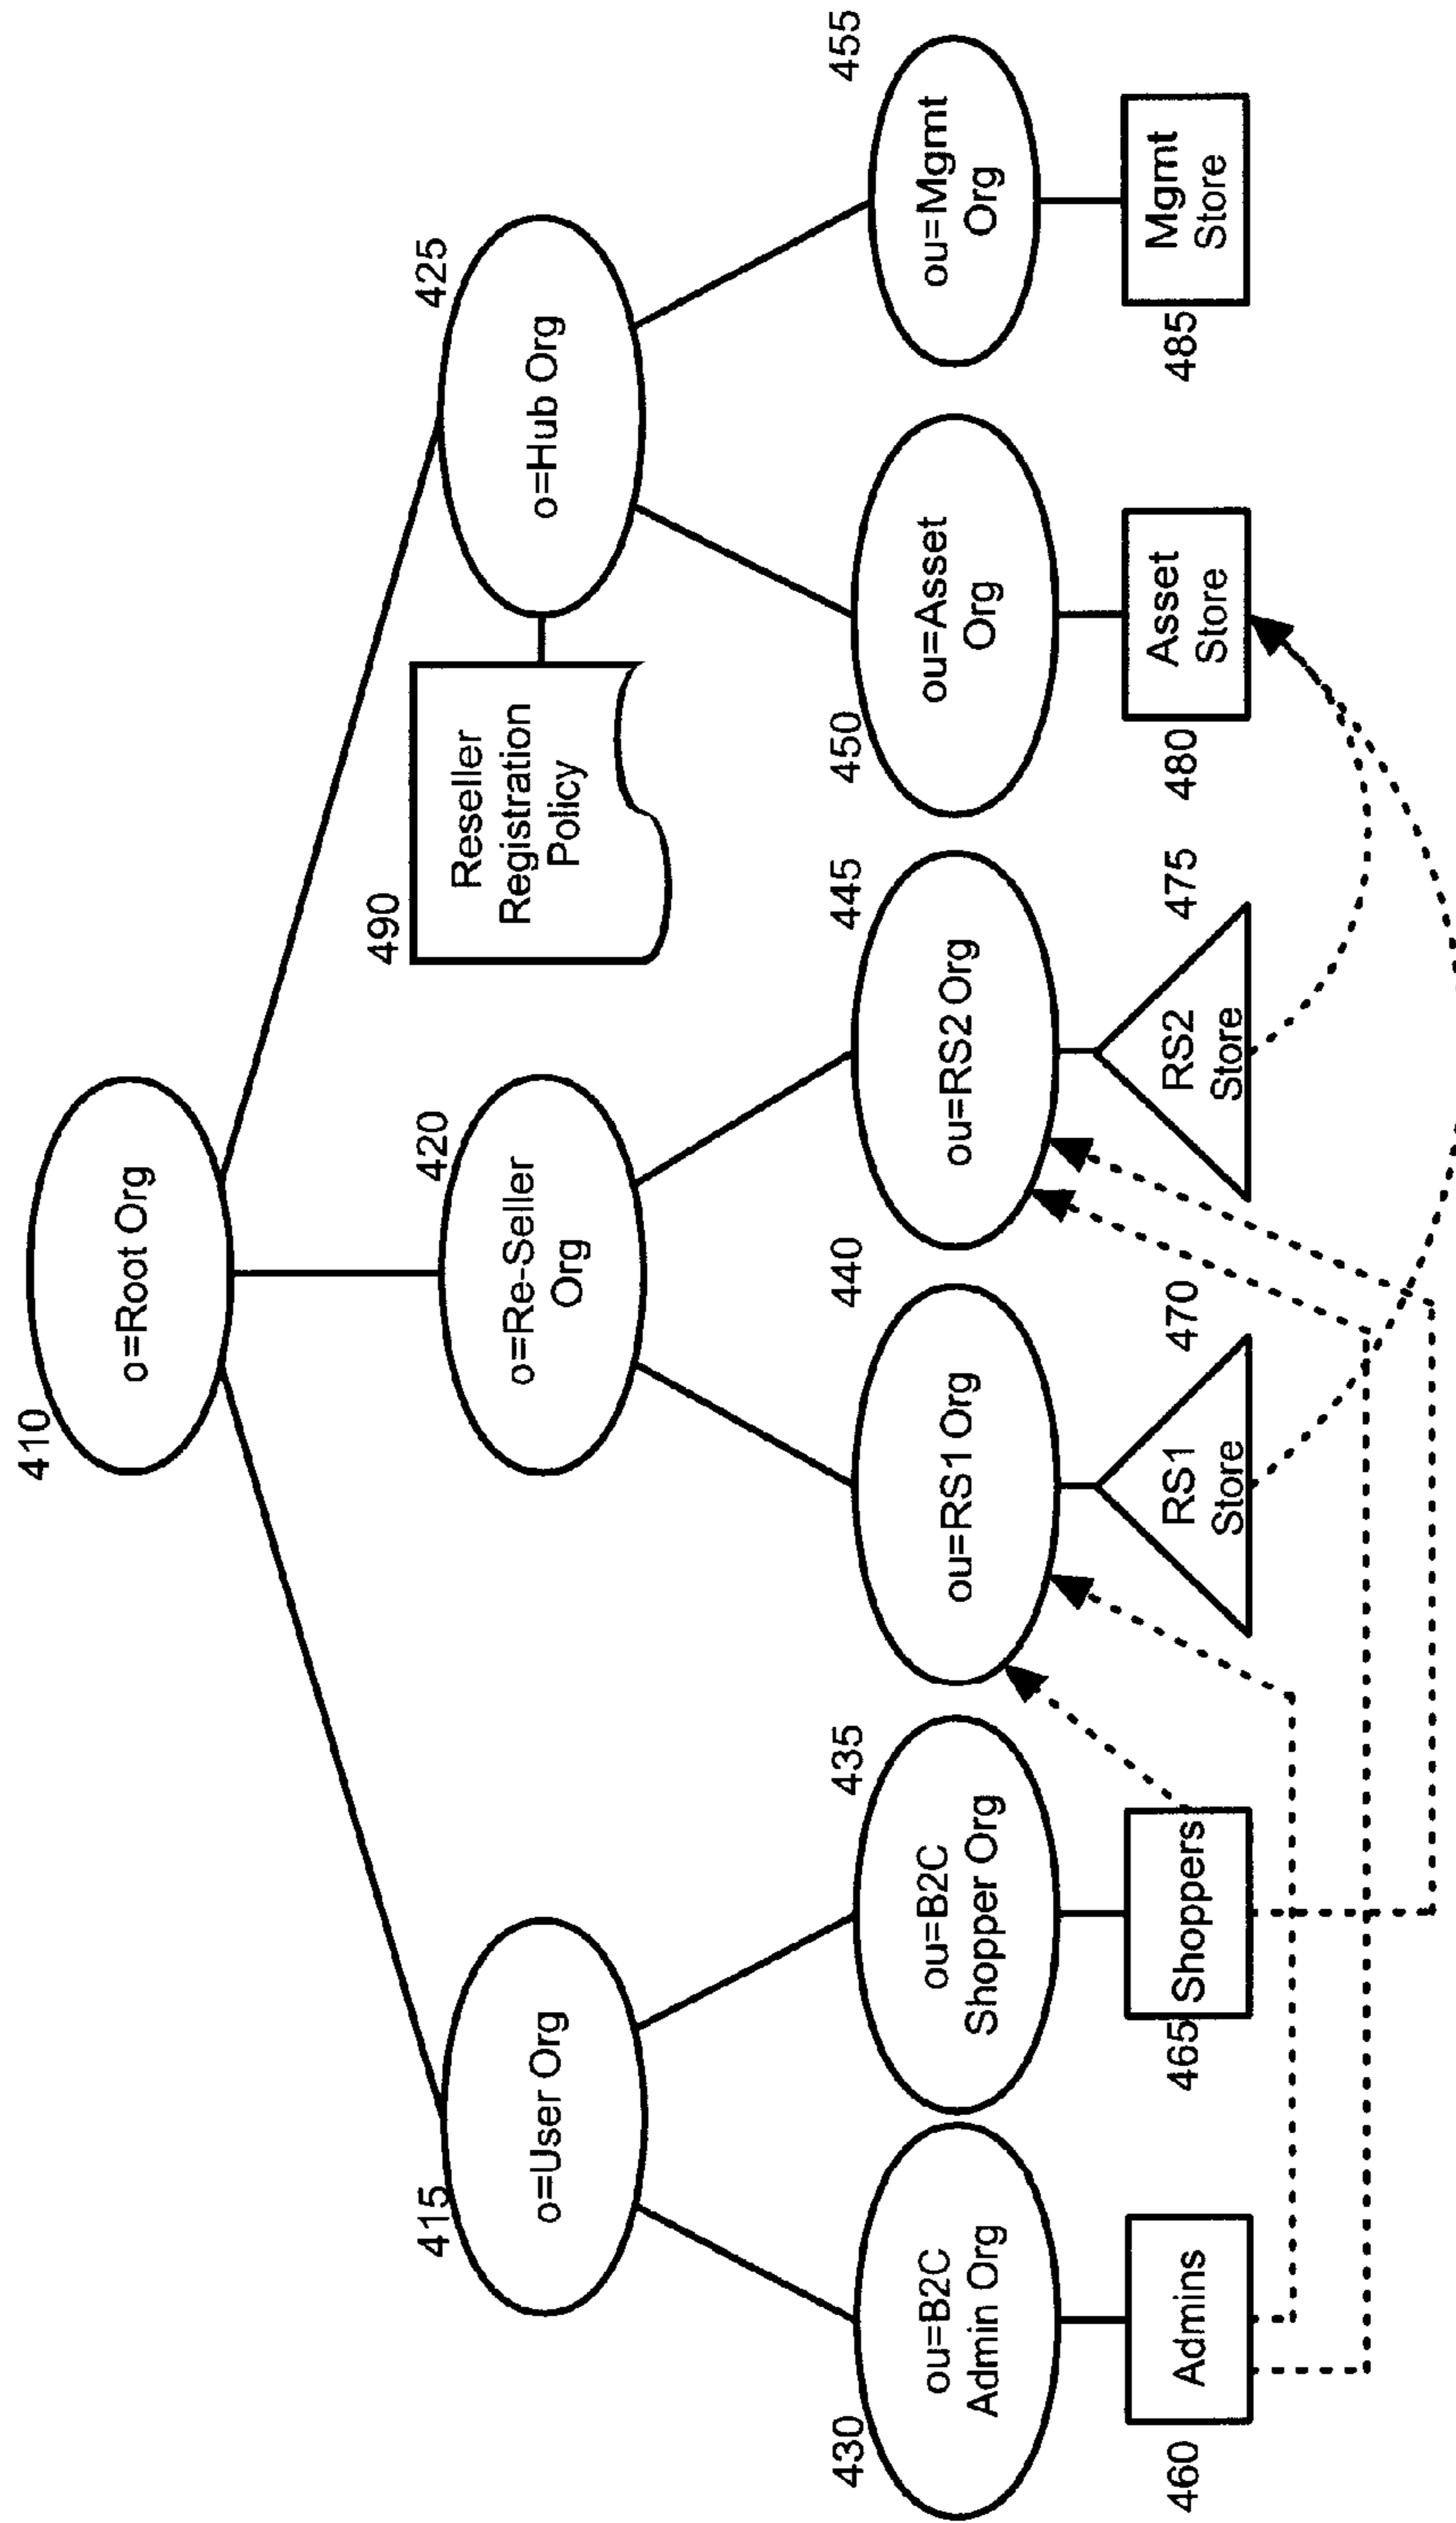 410
o=Root Org
415
o=User Org
420
o=Re-Seller
Org
490
Reseller
Registration
Policy
425
o=Hub Org
430
ou=B2C
Admin Org
435
ou=B2C
Shopper Org
440
ou=RS1 Org
445
ou=RS2 Org
450
ou=Asset
Org
455
ou=Mgmt
Org
460
Admins
465
Shoppers
470
RS1
Store
475
RS2
Store
480
Asset
Store
485
Mgmt
Store